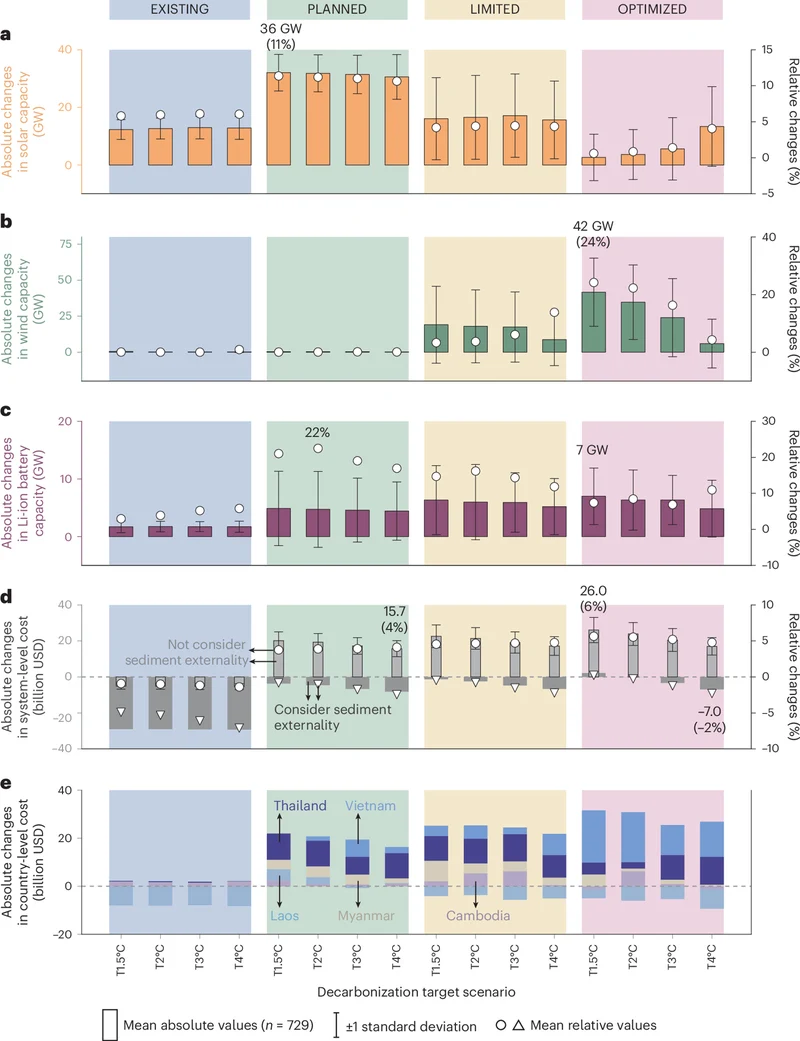 EXISTING
PLANNED
LIMITED
OPTIMIZED
a
Absolute changes
in solar capacity
(GW)
40
20
0
36 GW
(11%)
15
10
5
0
–5
Relative changes (%)
b
Absolute changes
in wind capacity
(GW)
75
50
25
0
42 GW
(24%)
40
20
0
Relative changes (%)
c
Absolute changes
in Li-ion battery
capacity (GW)
20
10
0
22%
7 GW
30
20
10
0
–10
Relative changes (%)
d
Absolute changes
in system-level cost
(billion USD)
40
20
0
–20
–40
Not consider
sediment externality
Consider sediment
externality
15.7
(4%)
26.0
(6%)
–7.0
(–2%)
10
5
0
–5
–10
Relative changes (%)
e
Absolute changes
in country-level cost
(billion USD)
40
20
0
–20
Thailand
Vietnam
Laos
Myanmar
Cambodia
T1.5°C
T2°C
T3°C
T4°C
T1.5°C
T2°C
T3°C
T4°C
T1.5°C
T2°C
T3°C
T4°C
T1.5°C
T2°C
T3°C
T4°C
Decarbonization target scenario
Mean absolute values (n = 729)
±1 standard deviation
Mean relative values